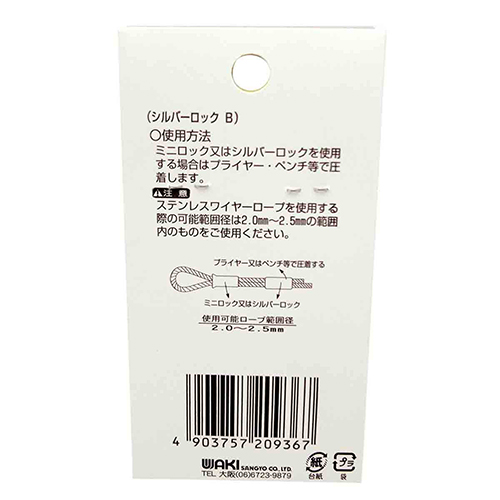 (シルバーロック B)
○使用方法
ミニロック又はシルバーロックを使用
する場合はプライヤー・ペンチ等で圧
着します。
⚠注 意
ステンレスワイヤーロープを使用する
際の可能範囲径は2.0mm〜2.5mmの範囲
内のものをご使用ください。
プライヤー又はペンチ等で圧着する
ミニロック又はシルバーロック
使用可能ロープ範囲径
2.0〜2.5mm
4 903757 209367
WAKI SANGYO CO.,LTD.
TEL 大阪(06)6723-9879
紙
台紙
プラ
袋